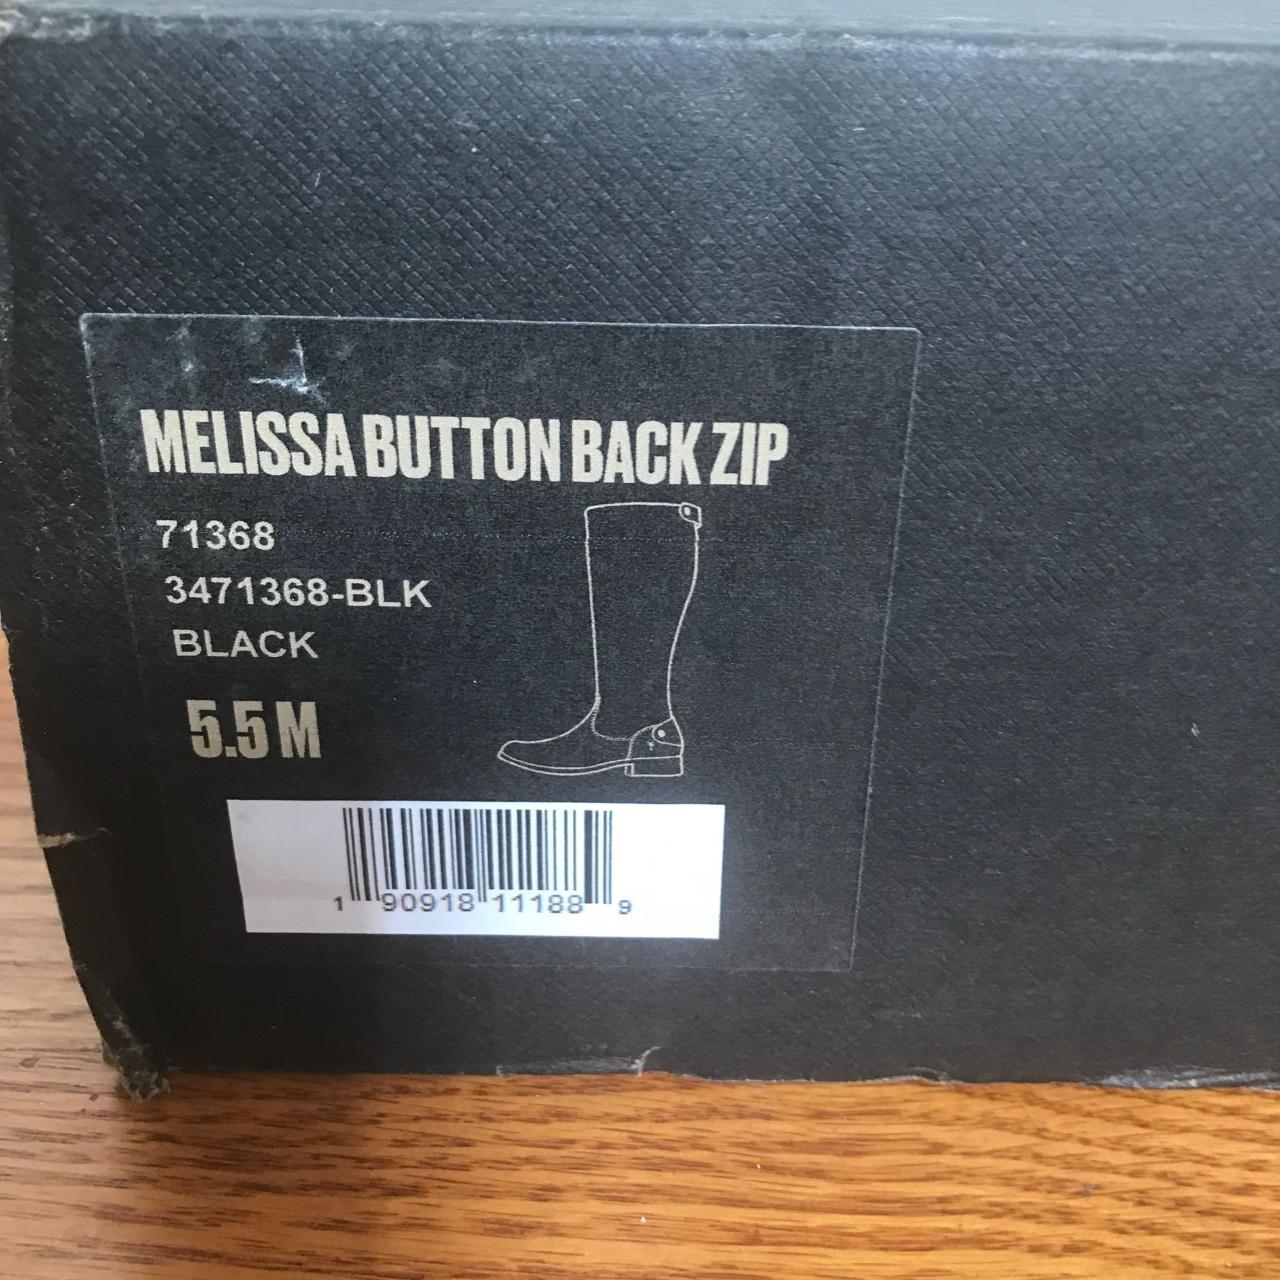 MELISSA BUTTON BACK ZIP
71368
3471368-BLK
BLACK
5.5 M
1 90918 11188 9